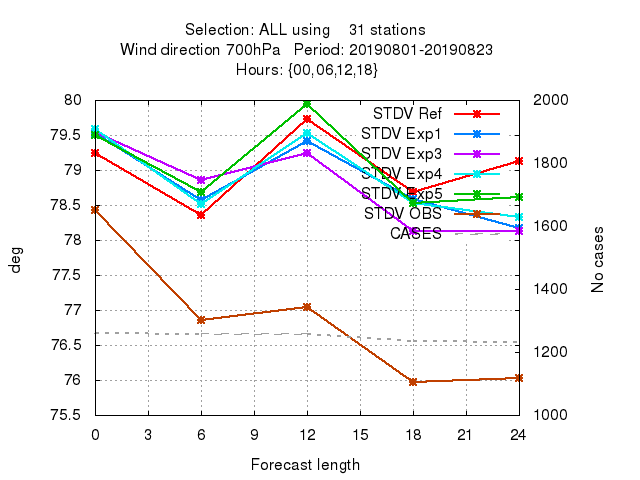 Selection: ALL using    31 stations
Wind direction 700hPa   Period: 20190801-20190823
Hours: {00,06,12,18}
80
79.5
79
78.5
78
77.5
77
76.5
76
75.5
deg
STDV Ref
STDV Exp1
STDV Exp3
STDV Exp4
STDV Exp5
STDV OBS
CASES
2000
1800
1600
1400
1200
1000
No cases
0 3 6 9 12 15 18 21 24
Forecast length